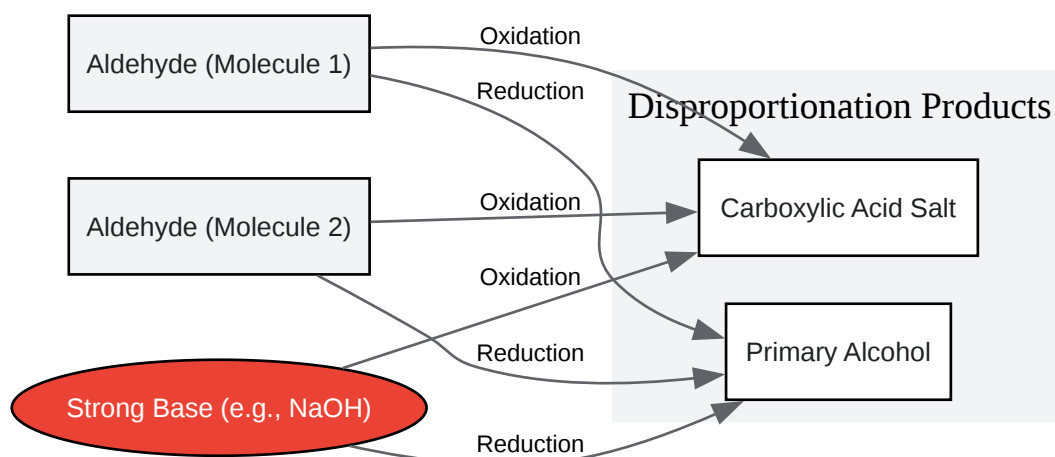 Oxidation
Aldehyde (Molecule 1)
Reduction
Disproportionation Products
Oxidation
Carboxylic Acid Salt
Aldehyde (Molecule 2)
Oxidation
Reduction
Primary Alcohol
Strong Base (e.g., NaOH)
Reduction